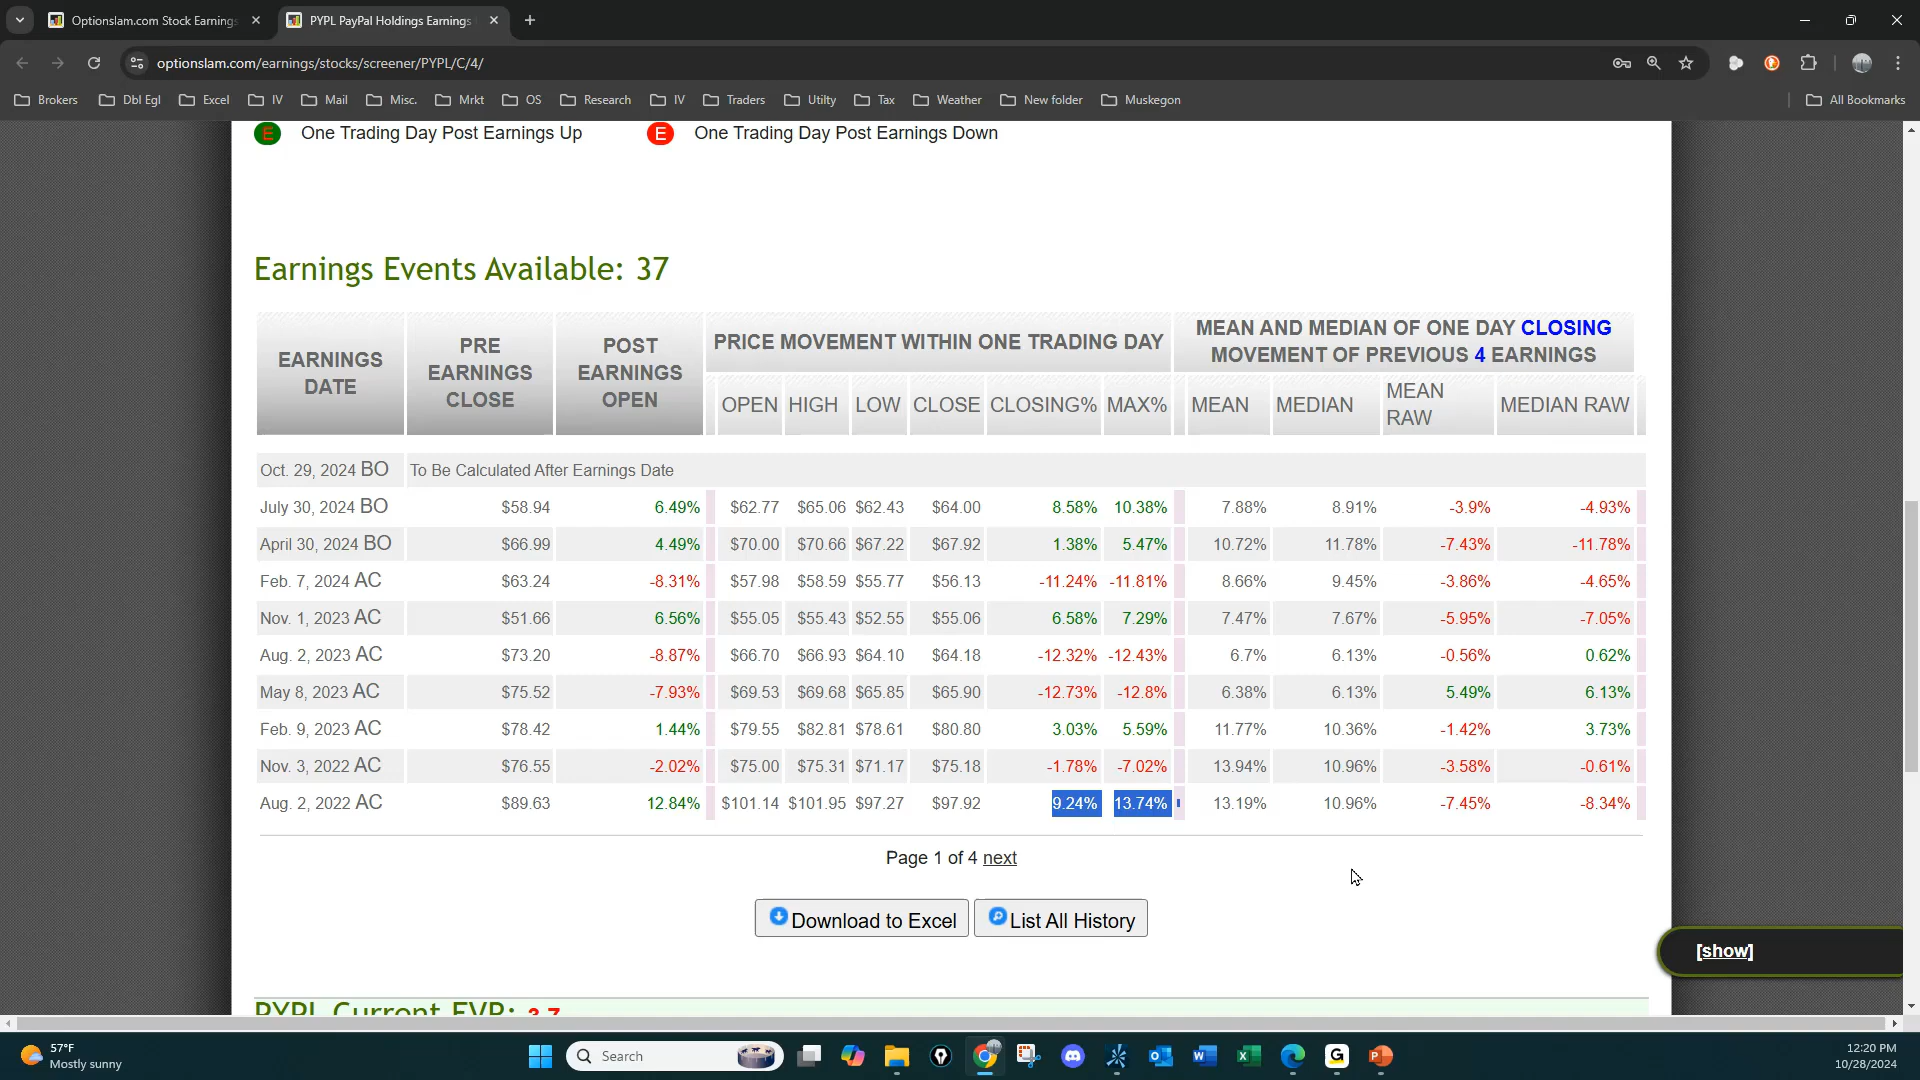 Optionslam.com Stock Earnings
PYPL PayPal Holdings Earnings
optionslam.com/earnings/stocks/screener/PYPL/C/4/
Brokers Dbl Egl Excel IV Mail Misc. Mrkt OS Research IV Traders Utilty Tax Weather New folder Muskegon All Bookmarks
E One Trading Day Post Earnings Up E One Trading Day Post Earnings Down
Earnings Events Available: 37
EARNINGS DATE PRE EARNINGS CLOSE POST EARNINGS OPEN PRICE MOVEMENT WITHIN ONE TRADING DAY MEAN AND MEDIAN OF ONE DAY CLOSING MOVEMENT OF PREVIOUS 4 EARNINGS
OPEN HIGH LOW CLOSE CLOSING% MAX% MEAN MEDIAN MEAN RAW MEDIAN RAW
Oct. 29, 2024 BO To Be Calculated After Earnings Date
July 30, 2024 BO $58.94 6.49% $62.77 $65.06 $62.43 $64.00 8.58% 10.38% 7.88% 8.91% -3.9% -4.93%
April 30, 2024 BO $66.99 4.49% $70.00 $70.66 $67.22 $67.92 1.38% 5.47% 10.72% 11.78% -7.43% -11.78%
Feb. 7, 2024 AC $63.24 -8.31% $57.98 $58.59 $55.77 $56.13 -11.24% -11.81% 8.66% 9.45% -3.86% -4.65%
Nov. 1, 2023 AC $51.66 6.56% $55.05 $55.43 $52.55 $55.06 6.58% 7.29% 7.47% 7.67% -5.95% -7.05%
Aug. 2, 2023 AC $73.20 -8.87% $66.70 $66.93 $64.10 $64.18 -12.32% -12.43% 6.7% 6.13% -0.56% 0.62%
May 8, 2023 AC $75.52 -7.93% $69.53 $69.68 $65.85 $65.90 -12.73% -12.8% 6.38% 6.13% 5.49% 6.13%
Feb. 9, 2023 AC $78.42 1.44% $79.55 $82.81 $78.61 $80.80 3.03% 5.59% 11.77% 10.36% -1.42% 3.73%
Nov. 3, 2022 AC $76.55 -2.02% $75.00 $75.31 $71.17 $75.18 -1.78% -7.02% 13.94% 10.96% -3.58% -0.61%
Aug. 2, 2022 AC $89.63 12.84% $101.14 $101.95 $97.27 $97.92 9.24% 13.74% 13.19% 10.96% -7.45% -8.34%
Page 1 of 4 next
Download to Excel List All History
[show]
PYPL Current EVR: 3.7
57°F
Mostly sunny
Search
12:20 PM
10/28/2024